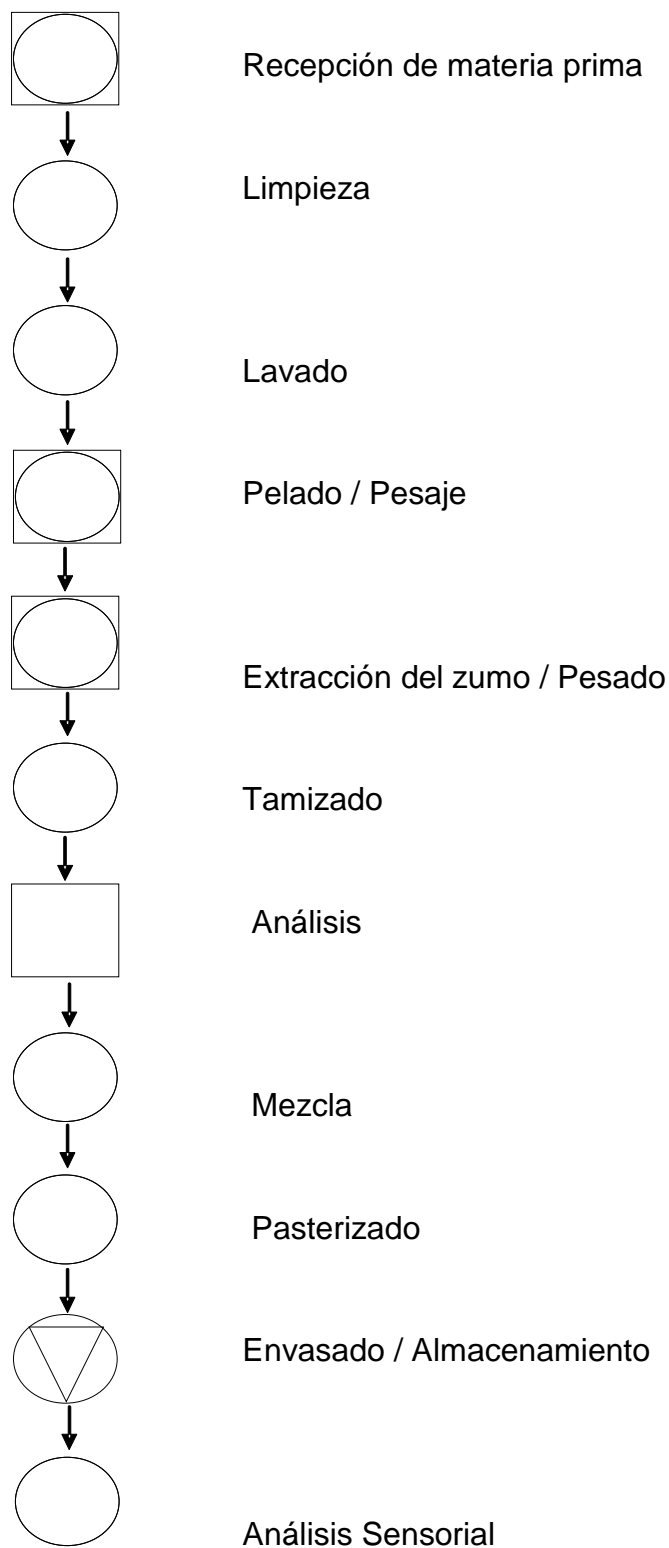 Recepción de materia prima
Limpieza
Lavado
Pelado / Pesaje
Extracción del zumo / Pesado
Tamizado
Análisis
Mezcla
Pasterizado
Envasado / Almacenamiento
Análisis Sensorial